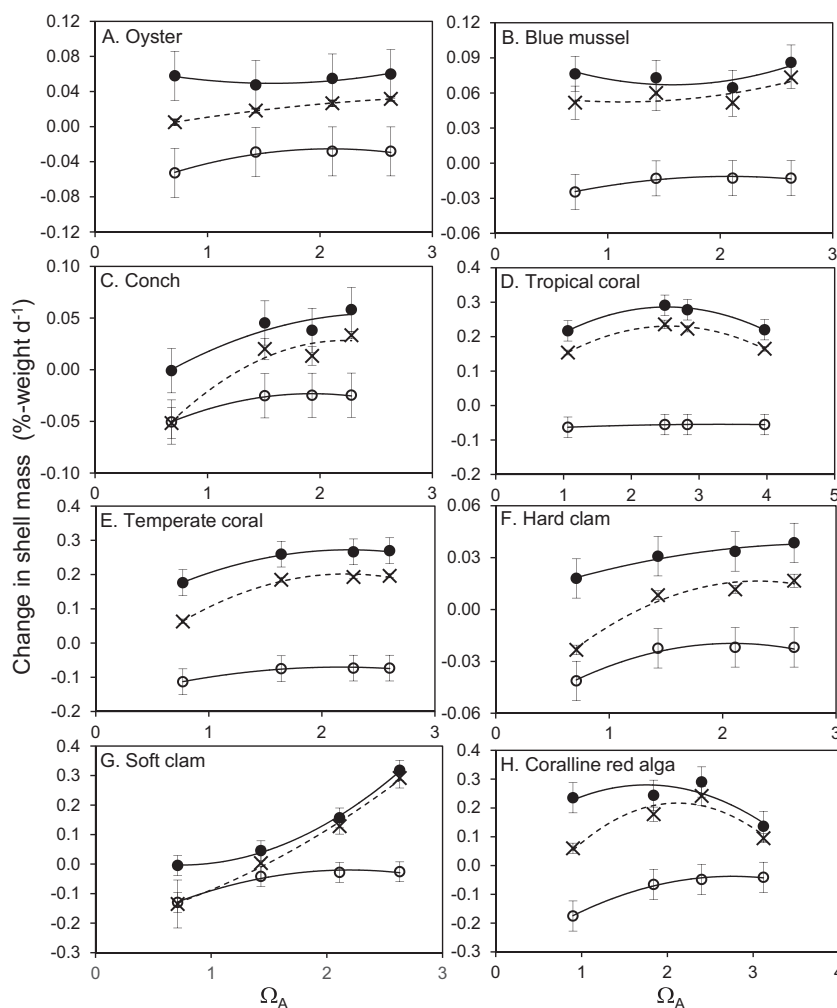 Change in shell mass (%-weight d-1)
A. Oyster
0.12
0.08
0.04
0.00
-0.04
-0.08
-0.12
0 1 2 3
B. Blue mussel
0.12
0.09
0.06
0.03
0.00
-0.03
-0.06
0 1 2 3
C. Conch
0.10
0.05
0.00
-0.05
-0.10
0 1 2 3
D. Tropical coral
0.4
0.3
0.2
0.1
0.0
-0.1
-0.2
0 1 2 3 4 5
E. Temperate coral
0.4
0.3
0.2
0.1
0.0
-0.1
-0.2
0 1 2 3
F. Hard clam
0.06
0.03
0.00
-0.03
-0.06
0 1 2 3
G. Soft clam
0.4
0.3
0.2
0.1
0.0
-0.1
-0.2
-0.3
0 1 2 3
ΩA
H. Coralline red alga
0.4
0.3
0.2
0.1
0.0
-0.1
-0.2
-0.3
0 1 2 3 4
ΩA